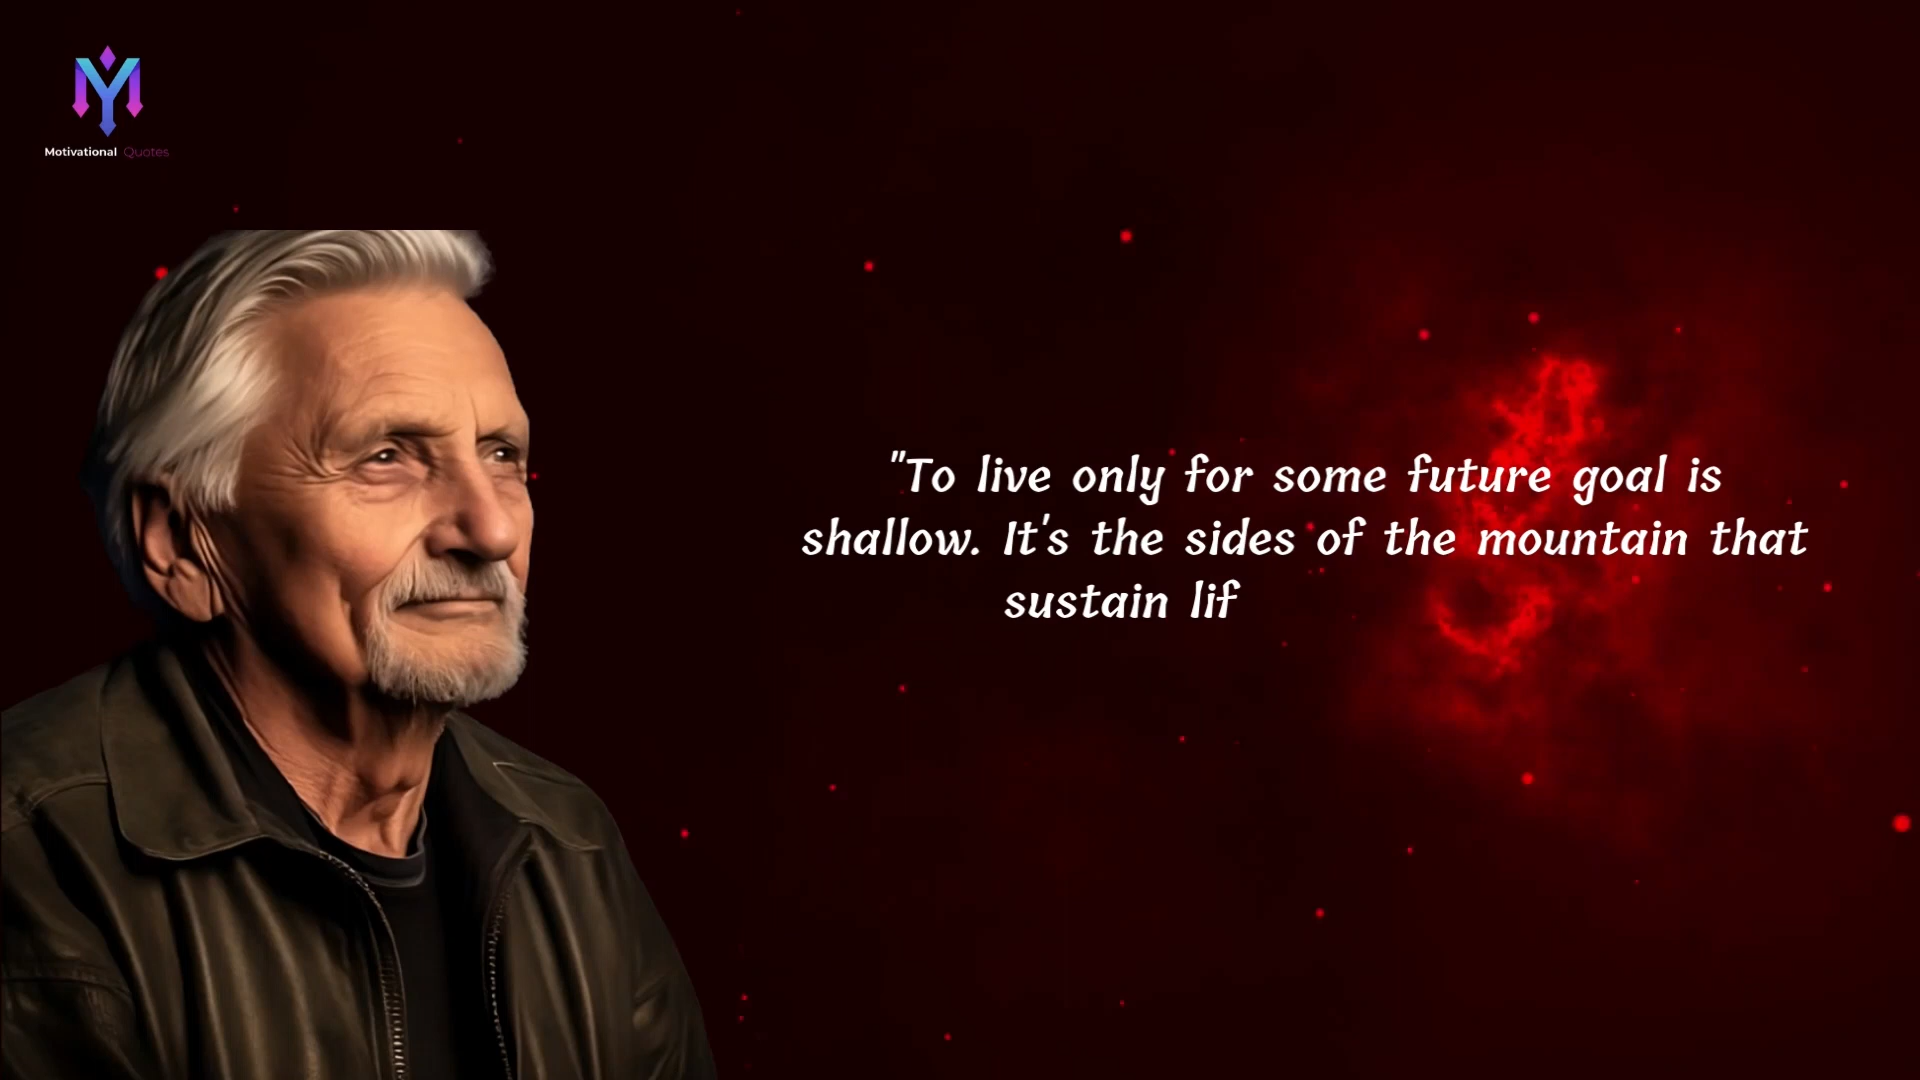 Motivational Quotes
"To live only for some future goal is
shallow. It's the sides of the mountain that
sustain lif